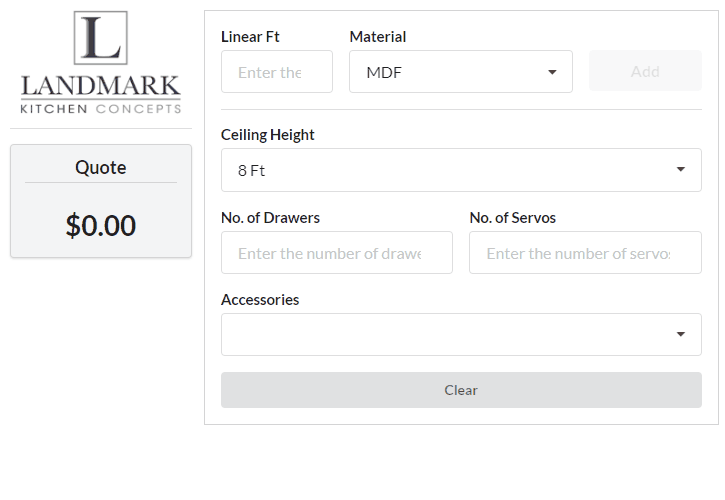 L
LANDMARK
KITCHEN CONCEPTS
Quote
$0.00
Linear Ft
Material
Enter the
MDF
Add
Ceiling Height
8 Ft
No. of Drawers
No. of Servos
Enter the number of drawe
Enter the number of servo
Accessories
Clear